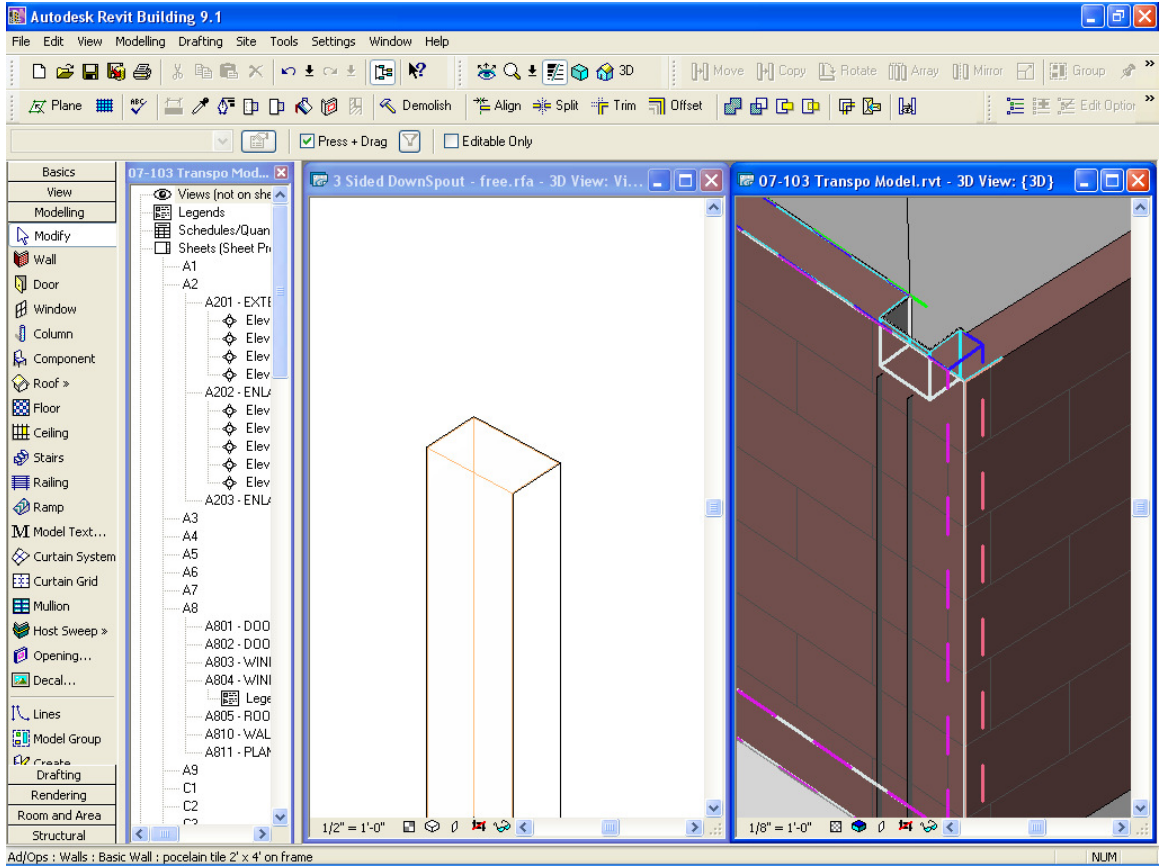 Autodesk Revit Building 9.1
File Edit View Modelling Drafting Site Tools Settings Window Help
3D Move Copy Rotate Array Mirror Group »
Plane Demolish Align Split Trim Offset Edit Option »
Press + Drag Editable Only
Basics
View
Modelling
Modify
Wall
Door
Window
Column
Component
Roof »
Floor
Ceiling
Stairs
Railing
Ramp
Model Text...
Curtain System
Curtain Grid
Mullion
Host Sweep »
Opening...
Decal...
Lines
Model Group
Create
Drafting
Rendering
Room and Area
Structural
07-103 Transpo Mod...
Views (not on she
Legends
Schedules/Quan
Sheets (Sheet Pr
A1
A2
A201 - EXTE
Elev
Elev
Elev
Elev
A202 - ENLA
Elev
Elev
Elev
Elev
Elev
A203 - ENLA
A3
A4
A5
A6
A7
A8
A801 - DOO
A802 - DOO
A803 - WIN
A804 - WIN
Lege
A805 - ROO
A810 - WAL
A811 - PLAN
A9
C1
C2
C3
3 Sided DownSpout - free.rfa - 3D View: Vi...
1/2" = 1'-0"
07-103 Transpo Model.rvt - 3D View: {3D}
1/8" = 1'-0"
Ad/Ops : Walls : Basic Wall : pocelain tile 2' x 4' on frame
NUM